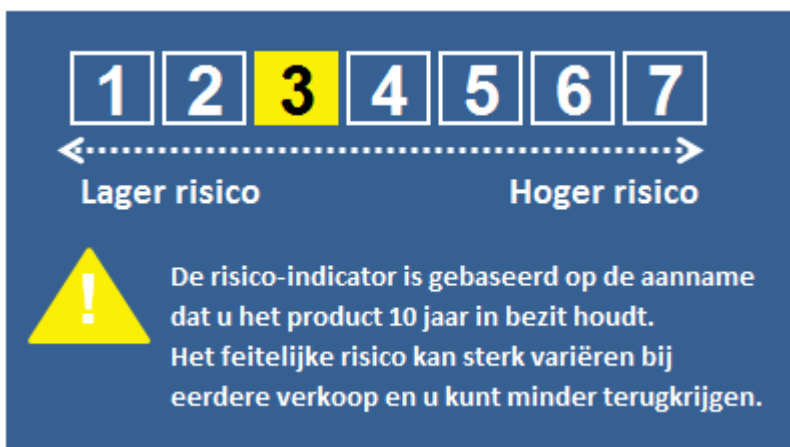 1 2 3 4 5 6 7
Lager risico Hoger risico
!
De risico-indicator is gebaseerd op de aanname
dat u het product 10 jaar in bezit houdt.
Het feitelijke risico kan sterk variëren bij
eerdere verkoop en u kunt minder terugkrijgen.